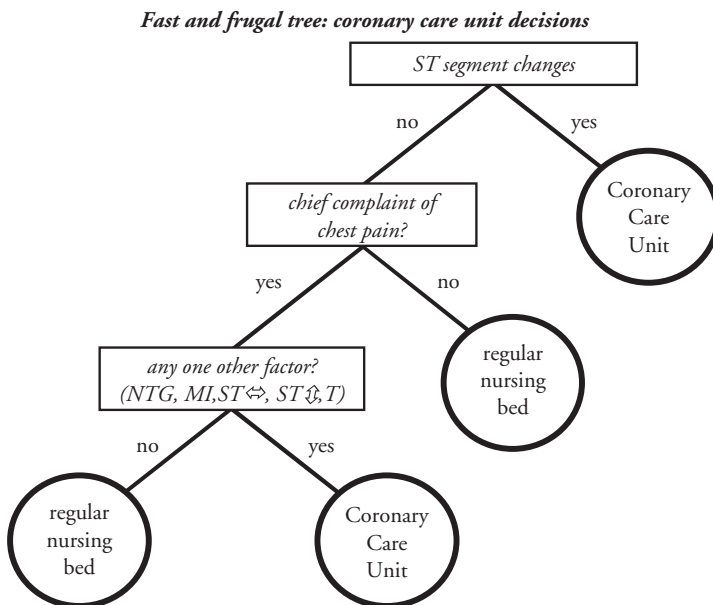 Fast and frugal tree: coronary care unit decisions
ST segment changes
no
yes
chief complaint of
chest pain?
Coronary
Care
Unit
yes
no
any one other factor?
(NTG, MI,ST⬄, ST⇳,T)
regular
nursing
bed
no
yes
regular
nursing
bed
Coronary
Care
Unit